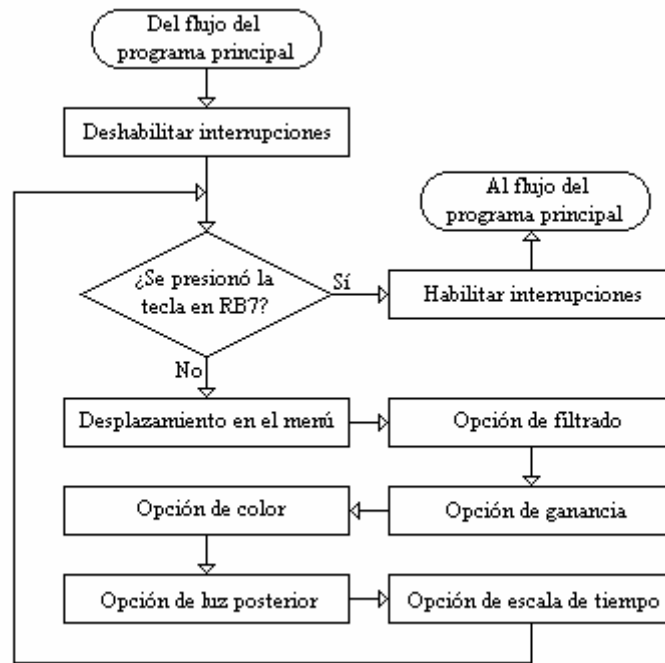 Del flujo del
programa principal
Deshabilitar interrupciones
Al flujo del
programa principal
¿Se presionó la
tecla en RB7?
Sí
Habilitar interrupciones
No
Desplazamiento en el menú
Opción de filtrado
Opción de color
Opción de ganancia
Opción de luz posterior
Opción de escala de tiempo